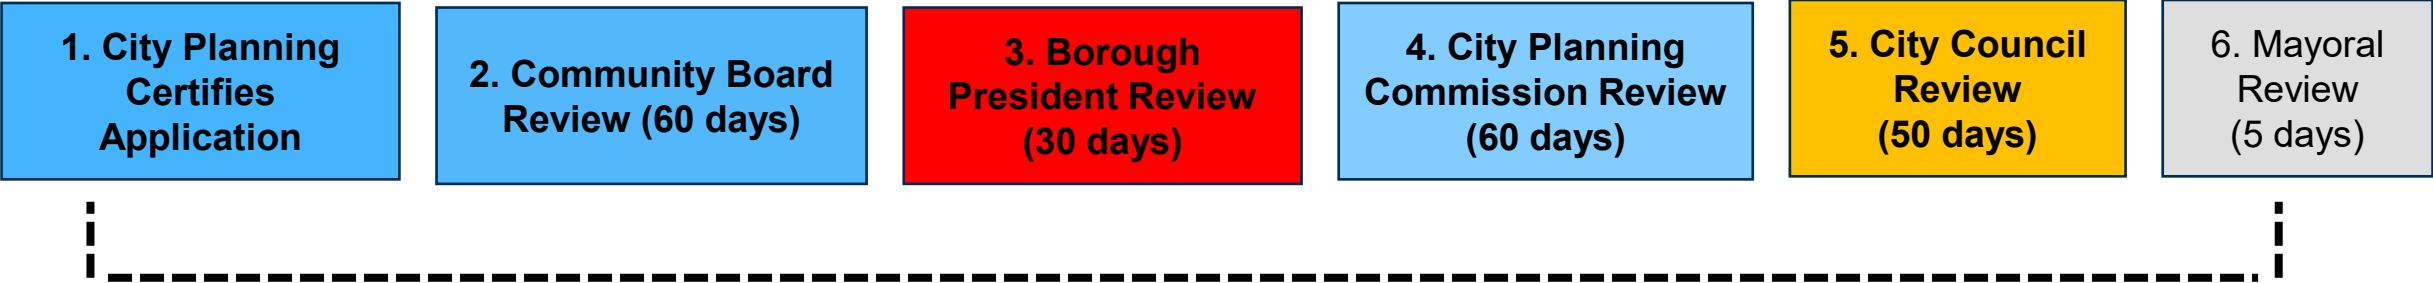 1. City Planning
Certifies
Application
2. Community Board
Review (60 days)
3. Borough
President Review
(30 days)
4. City Planning
Commission Review
(60 days)
5. City Council
Review
(50 days)
6. Mayoral
Review
(5 days)